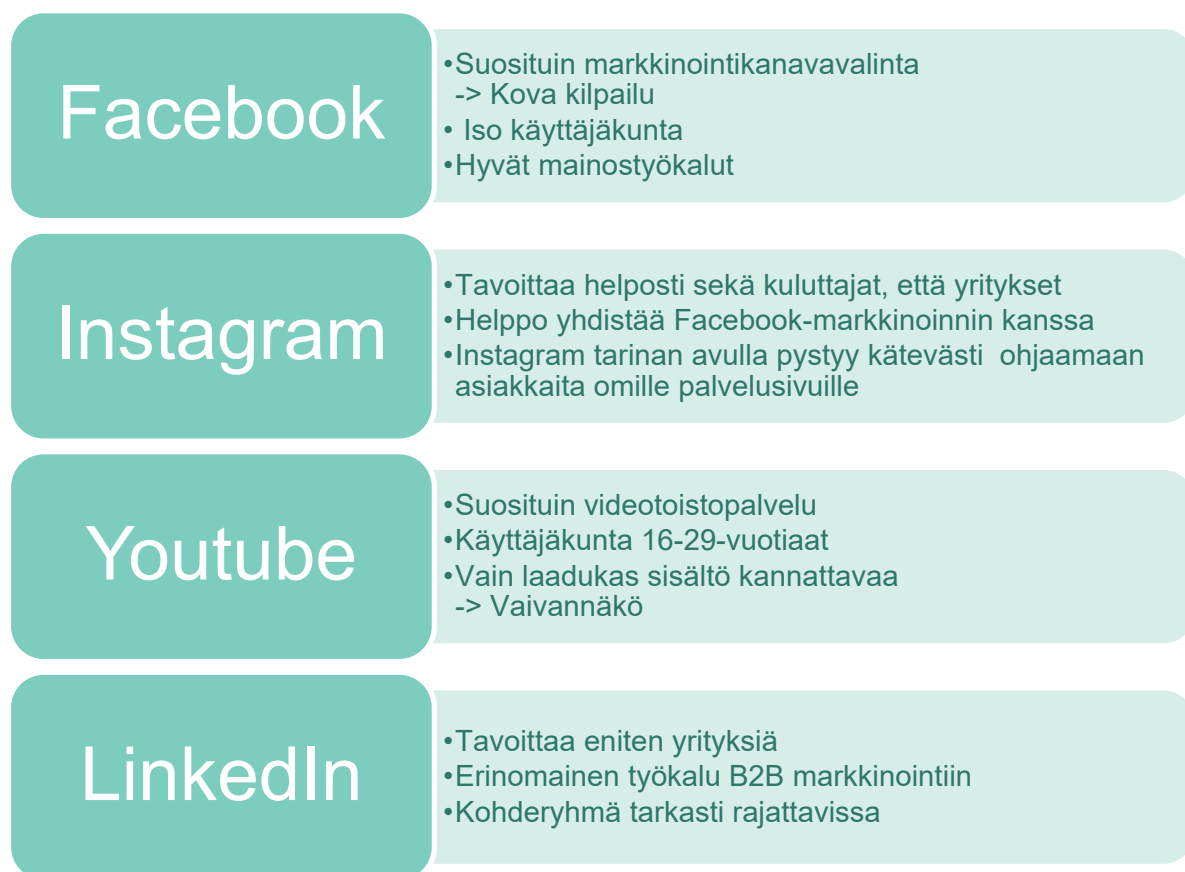 Facebook
•Suosituin markkinointikanavavalinta
-> Kova kilpailu
• Iso käyttäjäkunta
•Hyvät mainostyökalut
Instagram
•Tavoittaa helposti sekä kuluttajat, että yritykset
•Helppo yhdistää Facebook-markkinoinnin kanssa
•Instagram tarinan avulla pystyy kätevästi ohjaamaan
asiakkaita omille palvelusivuille
Youtube
•Suosituin videotoistopalvelu
•Käyttäjäkunta 16-29-vuotiaat
•Vain laadukas sisältö kannattavaa
-> Vaivannäkö
LinkedIn
•Tavoittaa eniten yrityksiä
•Erinomainen työkalu B2B markkinointiin
•Kohderyhmä tarkasti rajattavissa